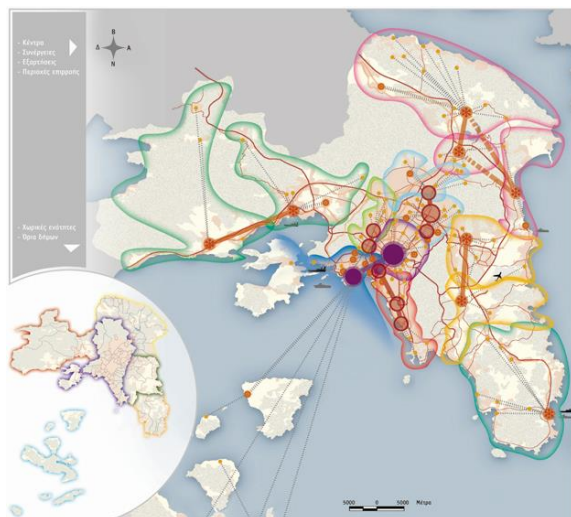 - Κέντρα
- Συνέργειες
- Εξαρτήσεις
- Περιοχές επιρροής
Β
Δ
Α
Ν
- Χωρικές ενότητες
- Όρια δήμων
5000 0 5000 Μέτρα